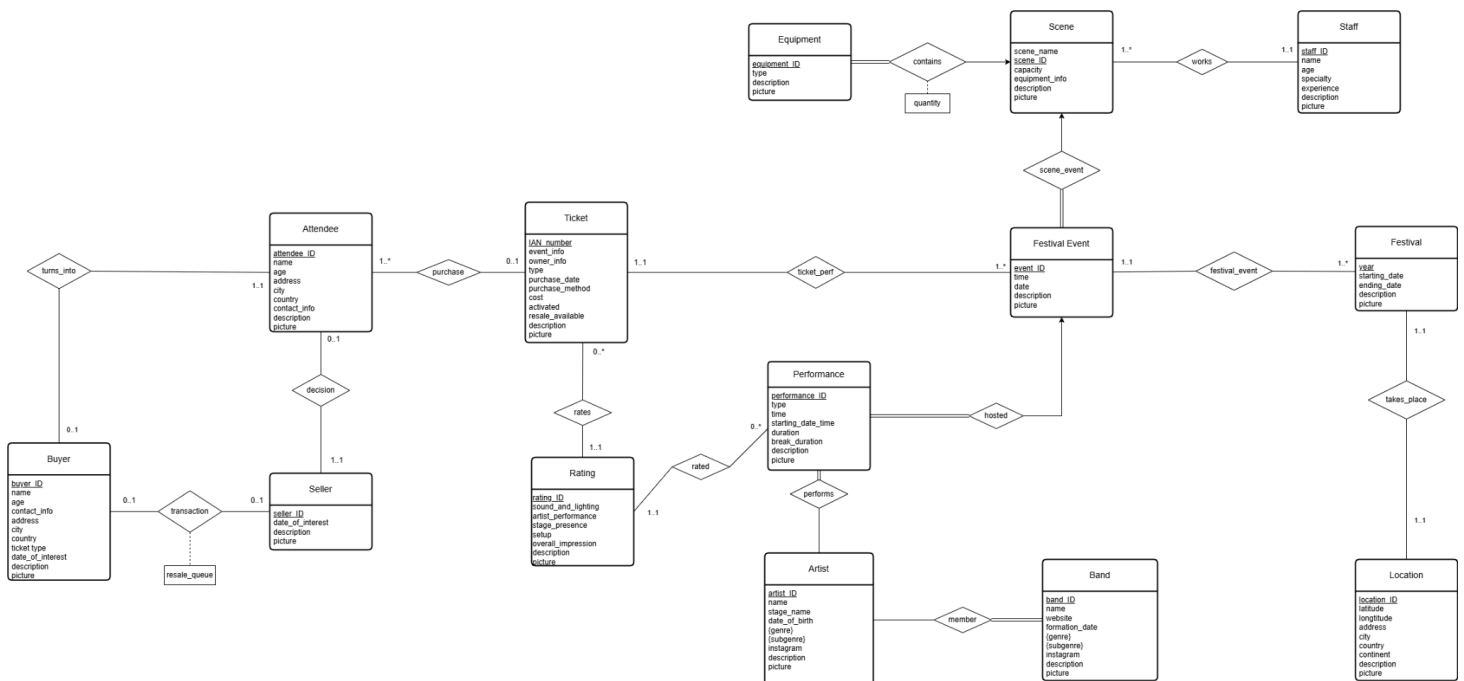 Equipment
equipment_ID
type
description
picture
contains
quantity
Scene
scene_name
scene_ID
capacity
equipment_info
description
picture
1..*
works
1..1
Staff
staff_ID
name
age
specialty
experience
description
picture
scene_event
Attendee
attendee_ID
name
age
address
city
country
contact_info
description
picture
turns_into
1..1
0..1
1..*
purchase
0..1
Ticket
IAN_number
event_info
owner_info
type
purchase_date
purchase_method
cost
activated
resale_available
description
picture
1..1
ticket_perf
1..*
Festival Event
event_ID
time
date
description
picture
1..1
festival_event
1..*
Festival
year
starting_date
ending_date
description
picture
0..1
decision
1..1
0..*
rates
1..1
Performance
performance_ID
type
time
starting_date_time
duration
break_duration
description
picture
hosted
1..1
takes_place
1..1
Buyer
buyer_ID
name
age
contact_info
address
city
country
ticket type
date_of_interest
description
picture
0..1
transaction
0..1
resale_queue
Seller
seller_ID
date_of_interest
description
picture
Rating
rating_ID
sound_and_lighting
artist_performance
stage_presence
setup
overall_impression
description
picture
0..*
rated
1..1
performs
Artist
artist_ID
name
stage_name
date_of_birth
{genre}
{subgenre}
instagram
description
picture
member
Band
band_ID
name
website
formation_date
{genre}
{subgenre}
instagram
description
picture
Location
location_ID
latitude
longtitude
address
city
country
continent
description
picture